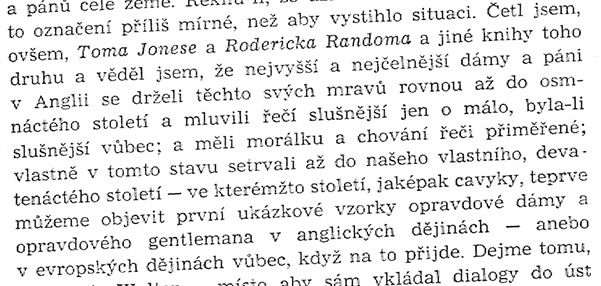 a pánů celé země.
to označení příliš mírné, než aby vystihlo situaci. Četl jsem,
ovšem, Toma Jonese a Rodericka Randoma a jiné knihy toho
druhu a věděl jsem, že nejvyšší a nejčelnější dámy a páni
v Anglii se drželi těchto svých mravů rovnou až do osm-
náctého století a mluvili řečí slušnější jen o málo, byla-li
slušnější vůbec; a měli morálku a chování řeči přiměřené;
vlastně v tomto stavu setrvali až do našeho vlastního, deva-
tenáctého století — ve kterémžto století, jaképak cavyky, teprve
můžeme objevit první ukázkové vzorky opravdové dámy a
opravdového gentlemana v anglických dějinách — anebo
v evropských dějinách vůbec, když na to přijde. Dejme tomu,
místo aby sám vkládal dialogy do úst